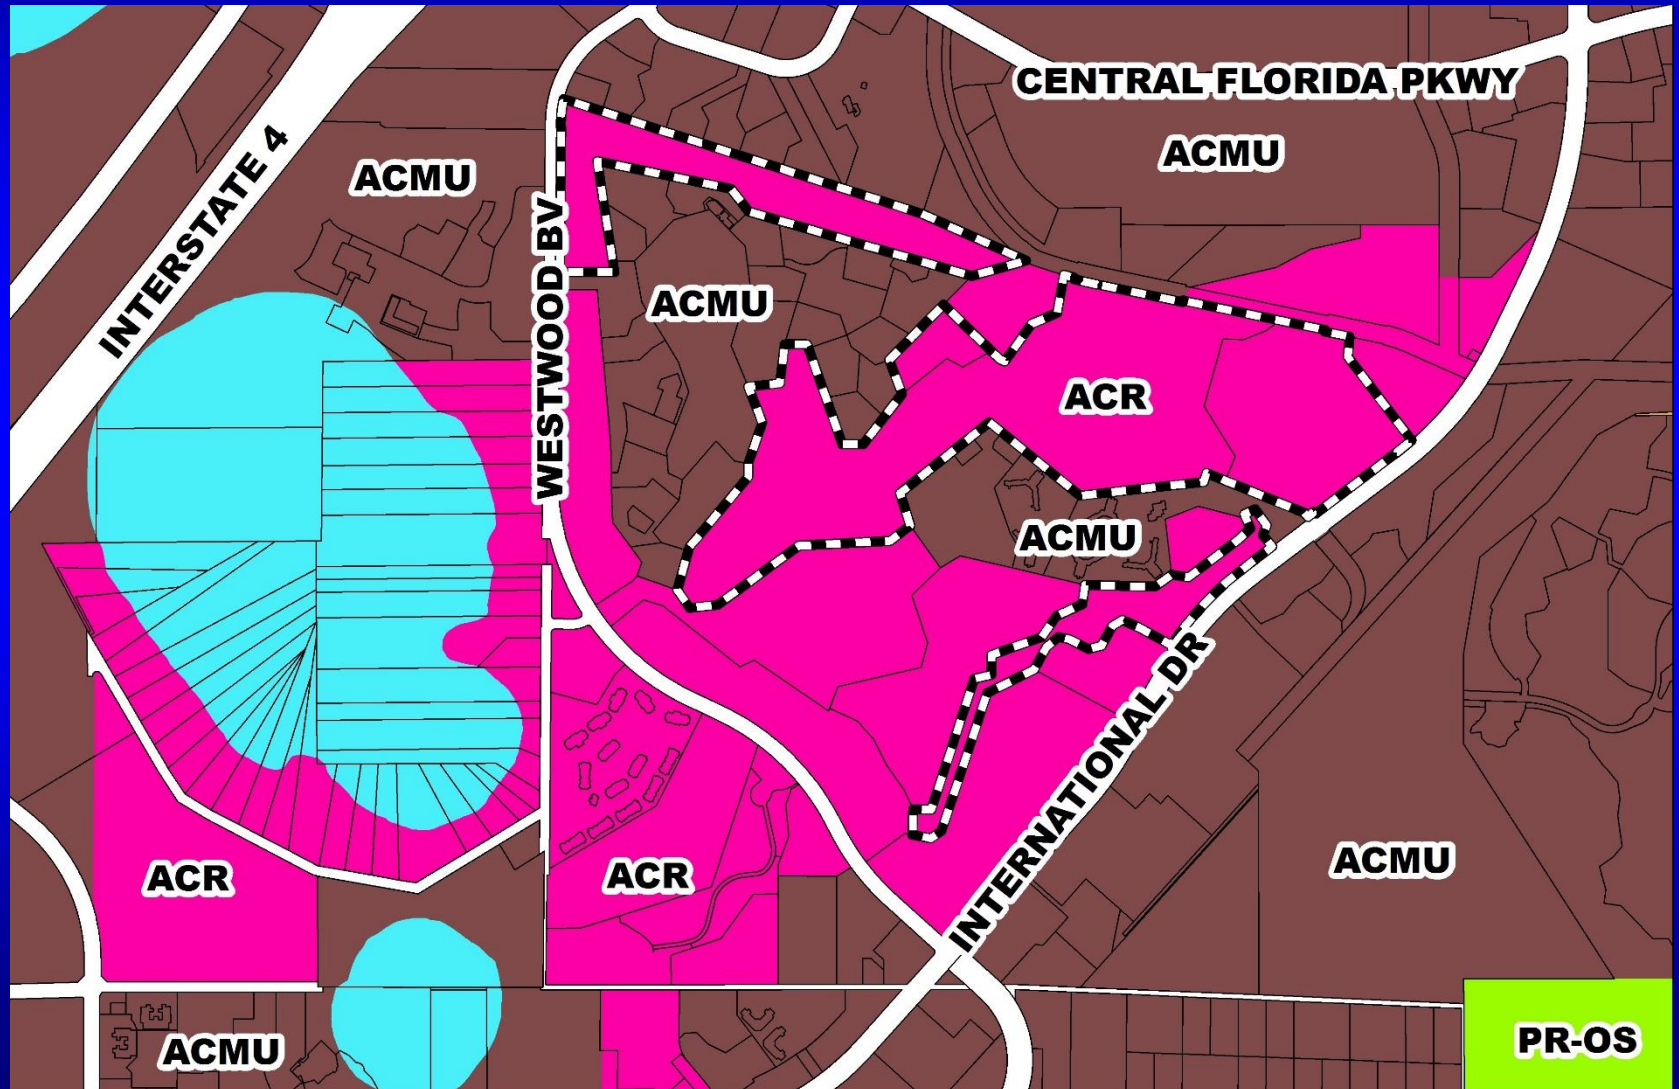 CENTRAL FLORIDA PKWY
ACMU
ACMU
INTERSTATE 4
WESTWOOD BV
ACMU
ACR
ACMU
INTERNATIONAL DR
ACMU
ACR
ACR
ACMU
PR-OS